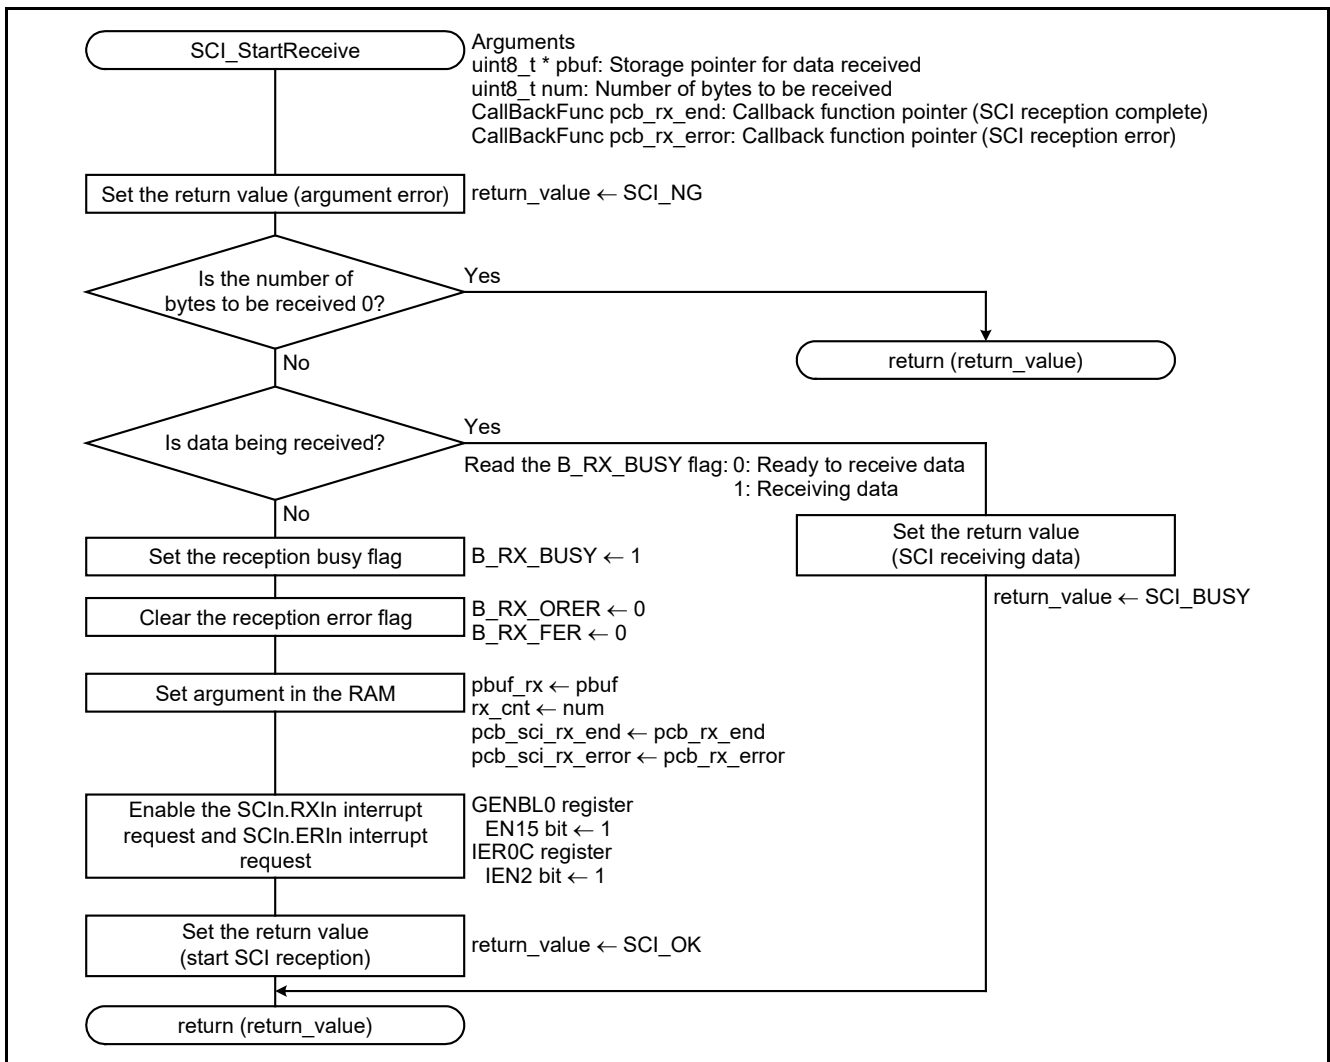 SCI_StartReceive
Arguments
uint8_t * pbuf: Storage pointer for data received
uint8_t num: Number of bytes to be received
CallBackFunc pcb_rx_end: Callback function pointer (SCI reception complete)
CallBackFunc pcb_rx_error: Callback function pointer (SCI reception error)
Set the return value (argument error)
return_value ← SCI_NG
Is the number of
bytes to be received 0?
Yes
return (return_value)
No
Is data being received?
Yes
Read the B_RX_BUSY flag: 0: Ready to receive data
1: Receiving data
Set the return value
(SCI receiving data)
return_value ← SCI_BUSY
No
Set the reception busy flag
B_RX_BUSY ← 1
Clear the reception error flag
B_RX_ORER ← 0
B_RX_FER ← 0
Set argument in the RAM
pbuf_rx ← pbuf
rx_cnt ← num
pcb_sci_rx_end ← pcb_rx_end
pcb_sci_rx_error ← pcb_rx_error
Enable the SCIn.RXIn interrupt
request and SCIn.ERIn interrupt
request
GENBL0 register
EN15 bit ← 1
IER0C register
IEN2 bit ← 1
Set the return value
(start SCI reception)
return_value ← SCI_OK
return (return_value)